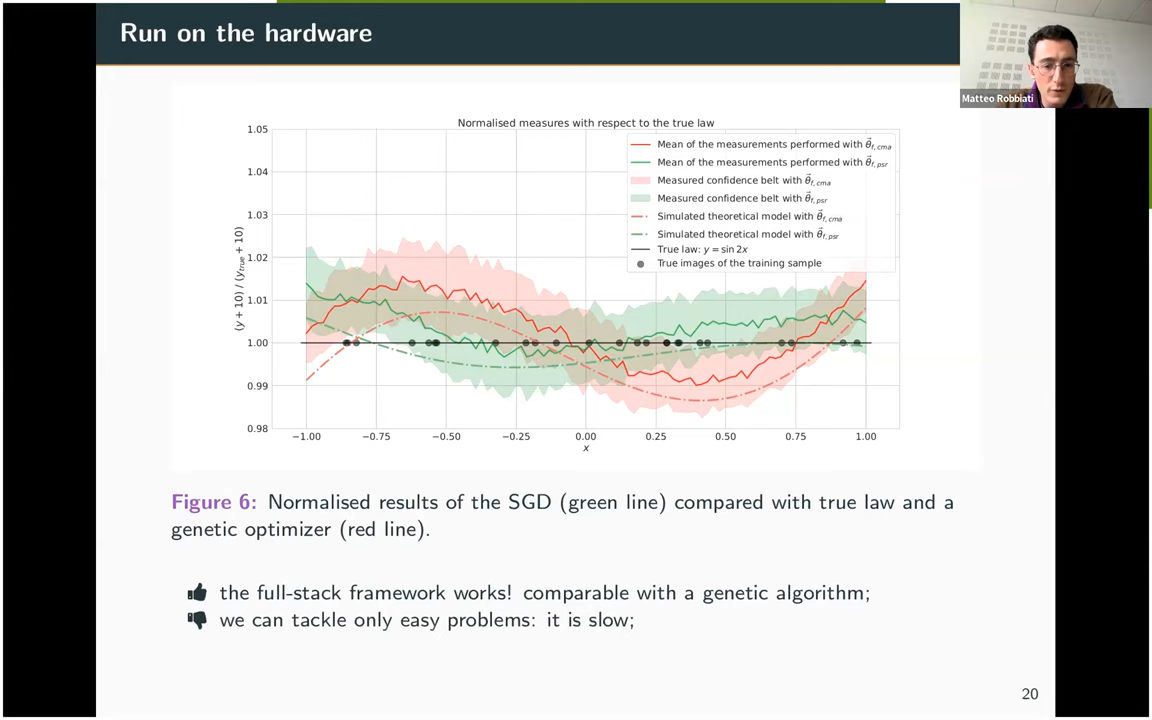 Run on the hardware
Matteo Robbiati
Normalised measures with respect to the true law
1.05
1.04
1.03
1.02
1.01
1.00
0.99
0.98
(y + 10) / (y_true + 10)
Mean of the measurements performed with θ⃗_f,cma
Mean of the measurements performed with θ⃗_f,psr
Measured confidence belt with θ⃗_f,cma
Measured confidence belt with θ⃗_f,psr
Simulated theoretical model with θ⃗_f,cma
Simulated theoretical model with θ⃗_f,psr
True law: y = sin 2x
True images of the training sample
−1.00 −0.75 −0.50 −0.25 0.00 0.25 0.50 0.75 1.00
x
Figure 6: Normalised results of the SGD (green line) compared with true law and a
genetic optimizer (red line).
the full-stack framework works! comparable with a genetic algorithm;
we can tackle only easy problems: it is slow;
20